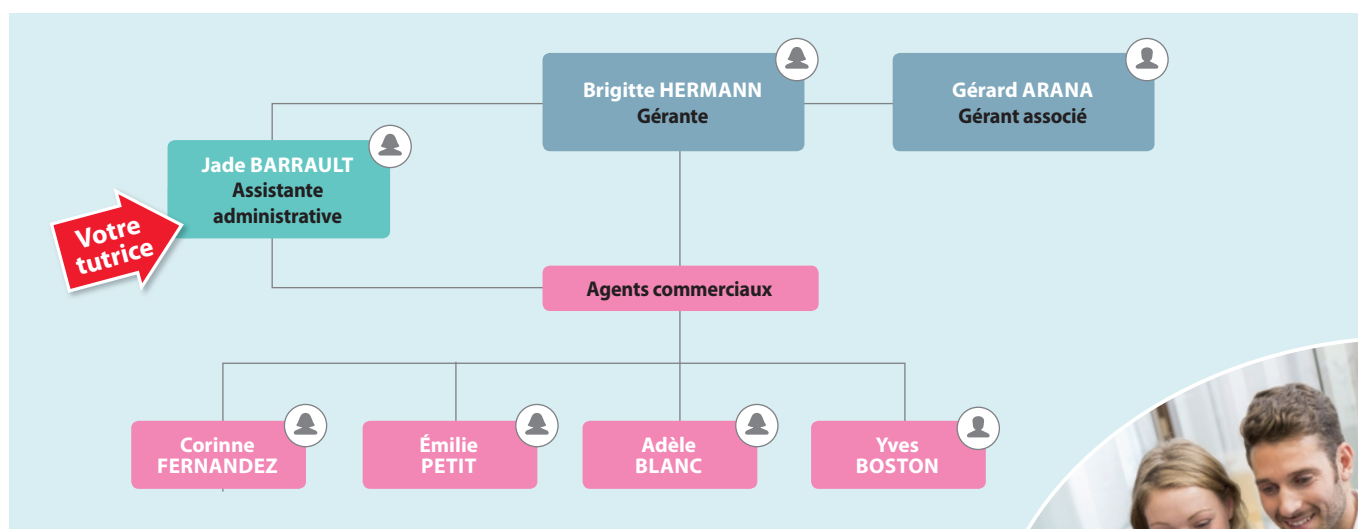 Brigitte HERMANN
Gérante
Gérard ARANA
Gérant associé
Jade BARRAULT
Assistante
administrative
Votre
tutrice
Agents commerciaux
Corinne
FERNANDEZ
Émilie
PETIT
Adèle
BLANC
Yves
BOSTON